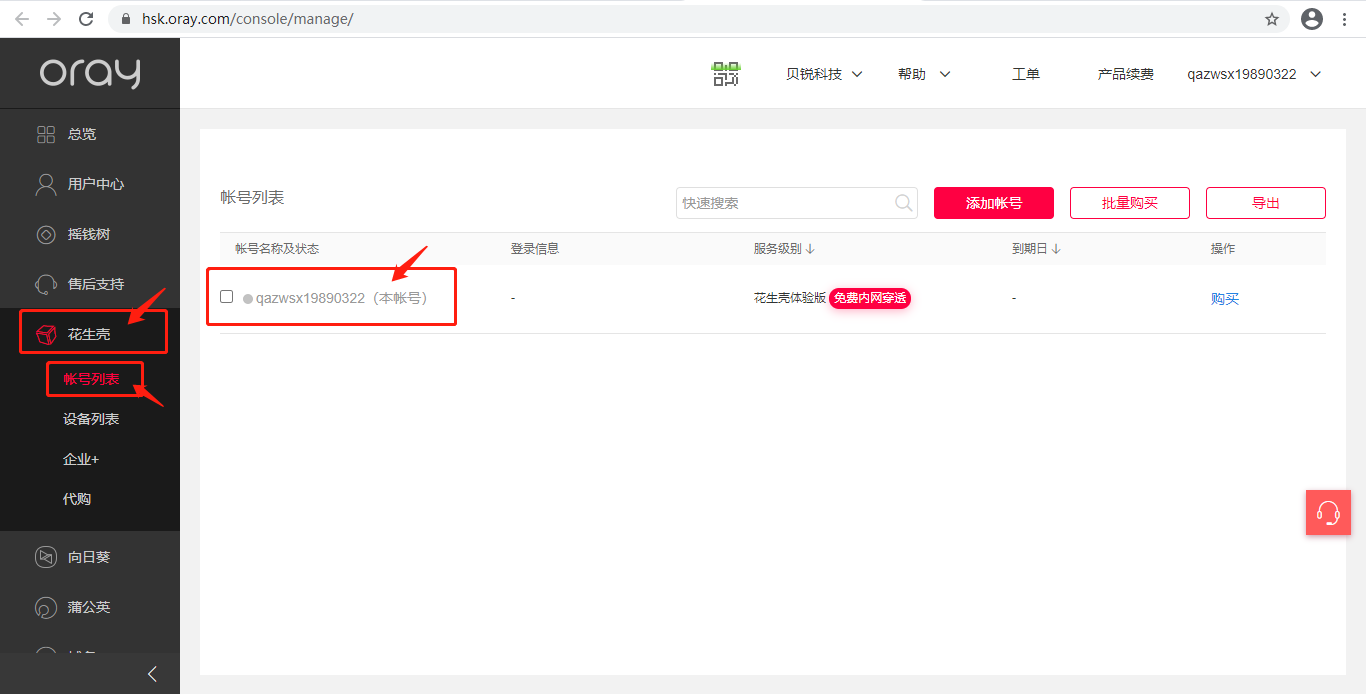 hsk.oray.com/console/manage/
oray
贝锐科技
帮助
工单
产品续费
qazwsx19890322
总览
用户中心
摇钱树
售后支持
花生壳
帐号列表
设备列表
企业+
代购
向日葵
蒲公英
帐号列表
快速搜索
添加帐号
批量购买
导出
帐号名称及状态 登录信息 服务级别↓ 到期日↓ 操作
qazwsx19890322（本帐号） - 花生壳体验版 免费内网穿透 - 购买